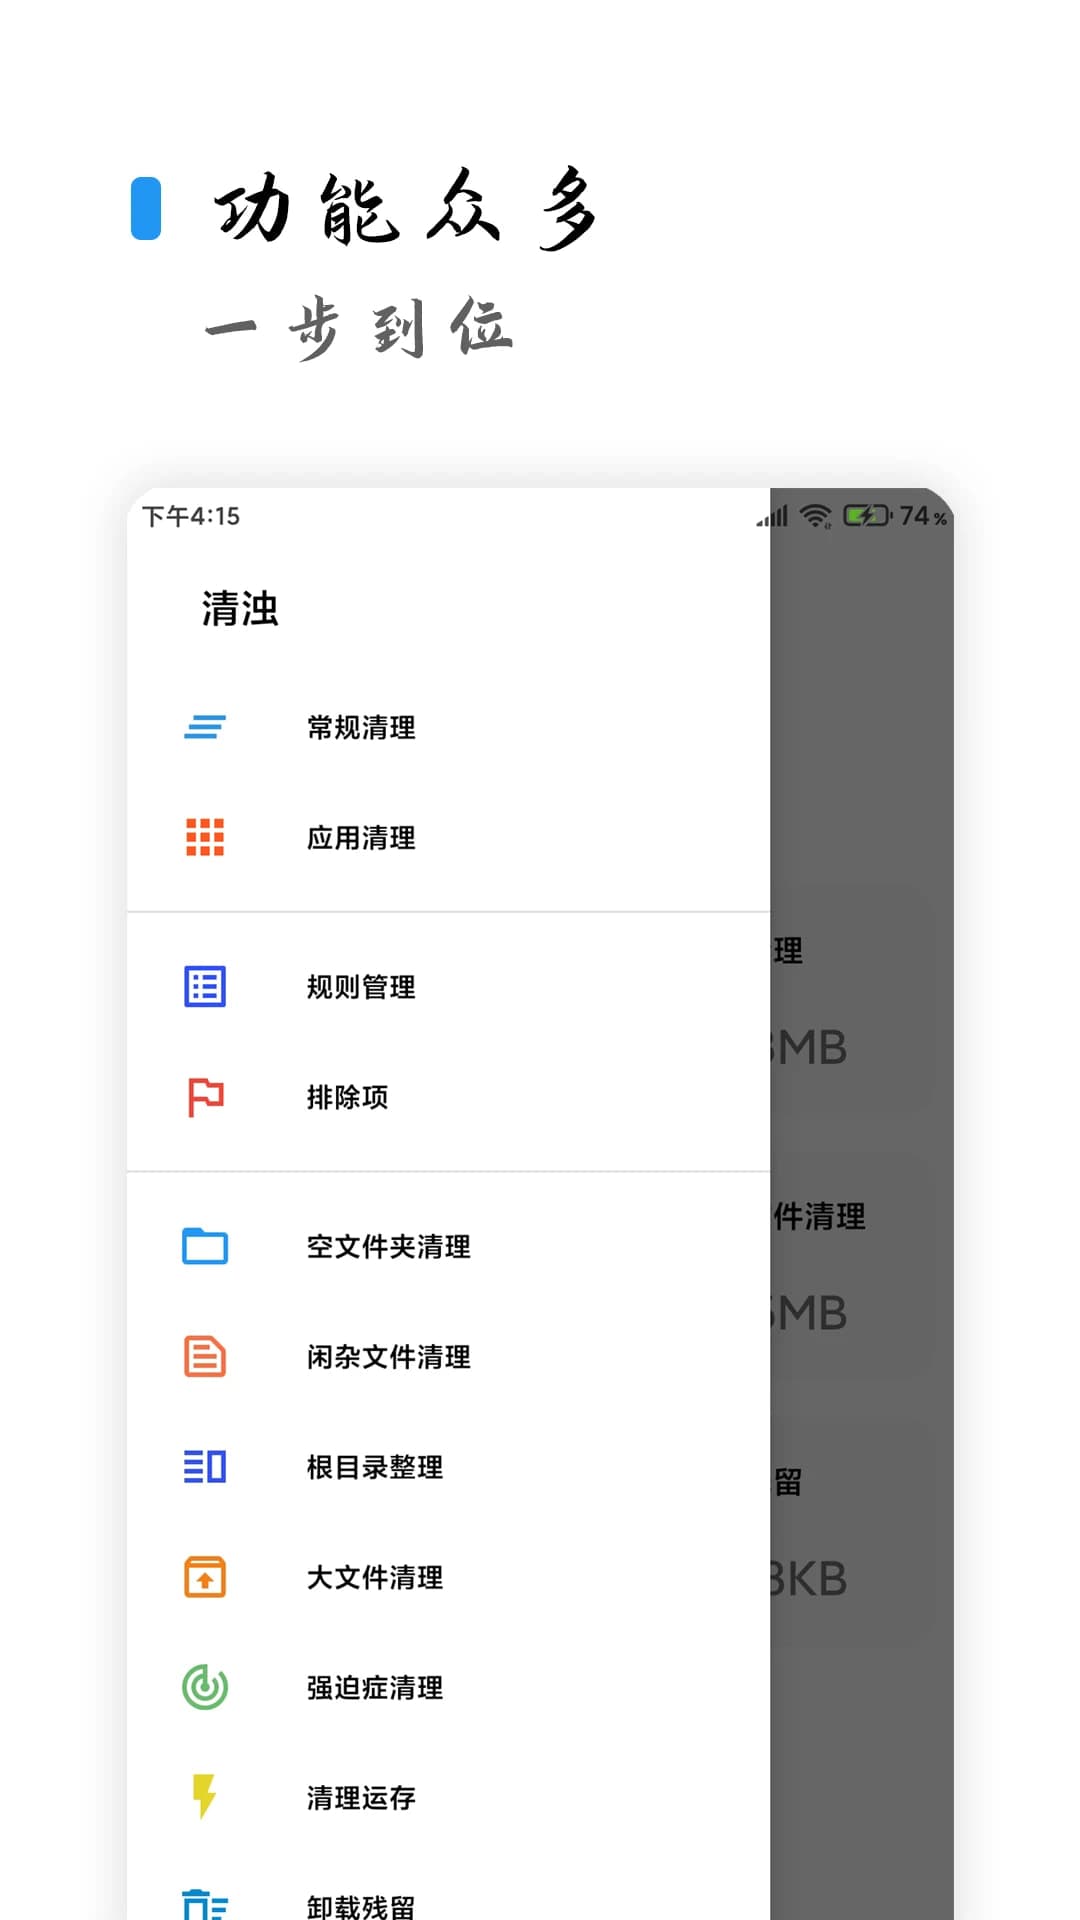 功能众多
一步到位
下午4:15
74%
清浊
常规清理
应用清理
理
规则管理
MB
排除项
件清理
空文件夹清理
MB
闲杂文件清理
根目录整理
留
大文件清理
KB
强迫症清理
清理运存
卸载残留